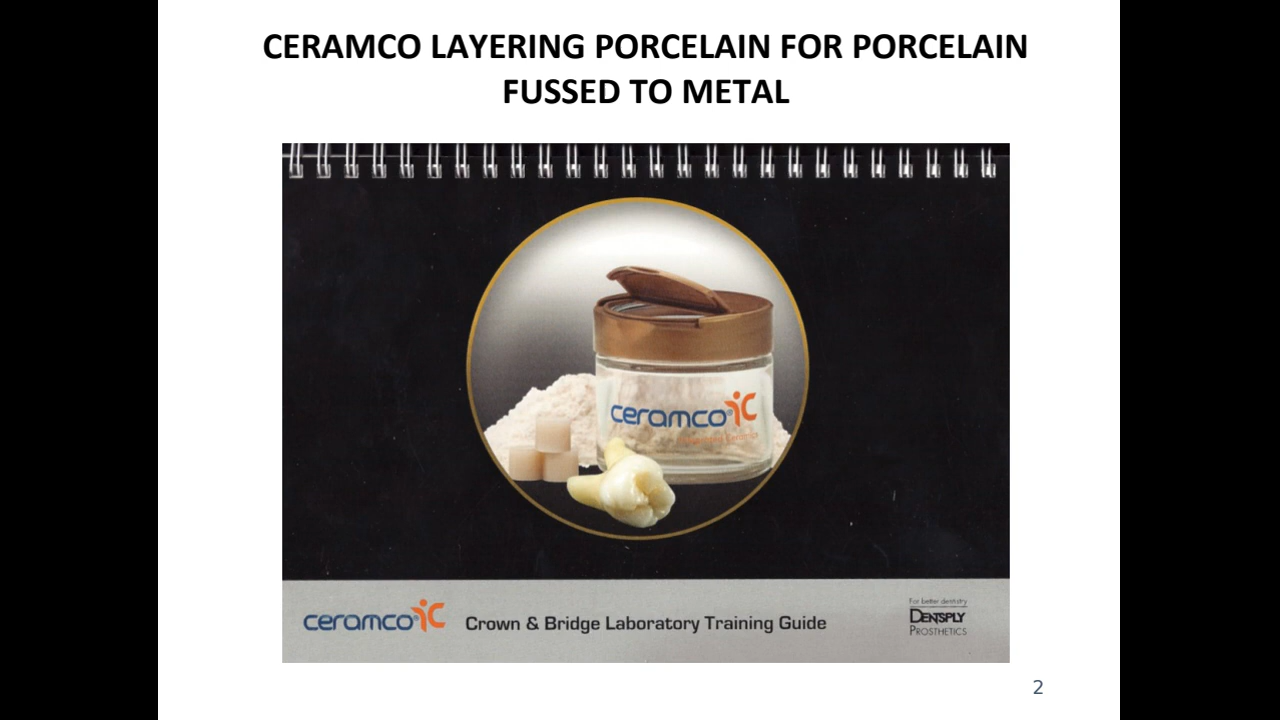 CERAMCO LAYERING PORCELAIN FOR PORCELAIN
FUSSED TO METAL
ceramco iC
ceramco iC
Crown & Bridge Laboratory Training Guide
For better dentistry
DENTSPLY
PROSTHETICS
2